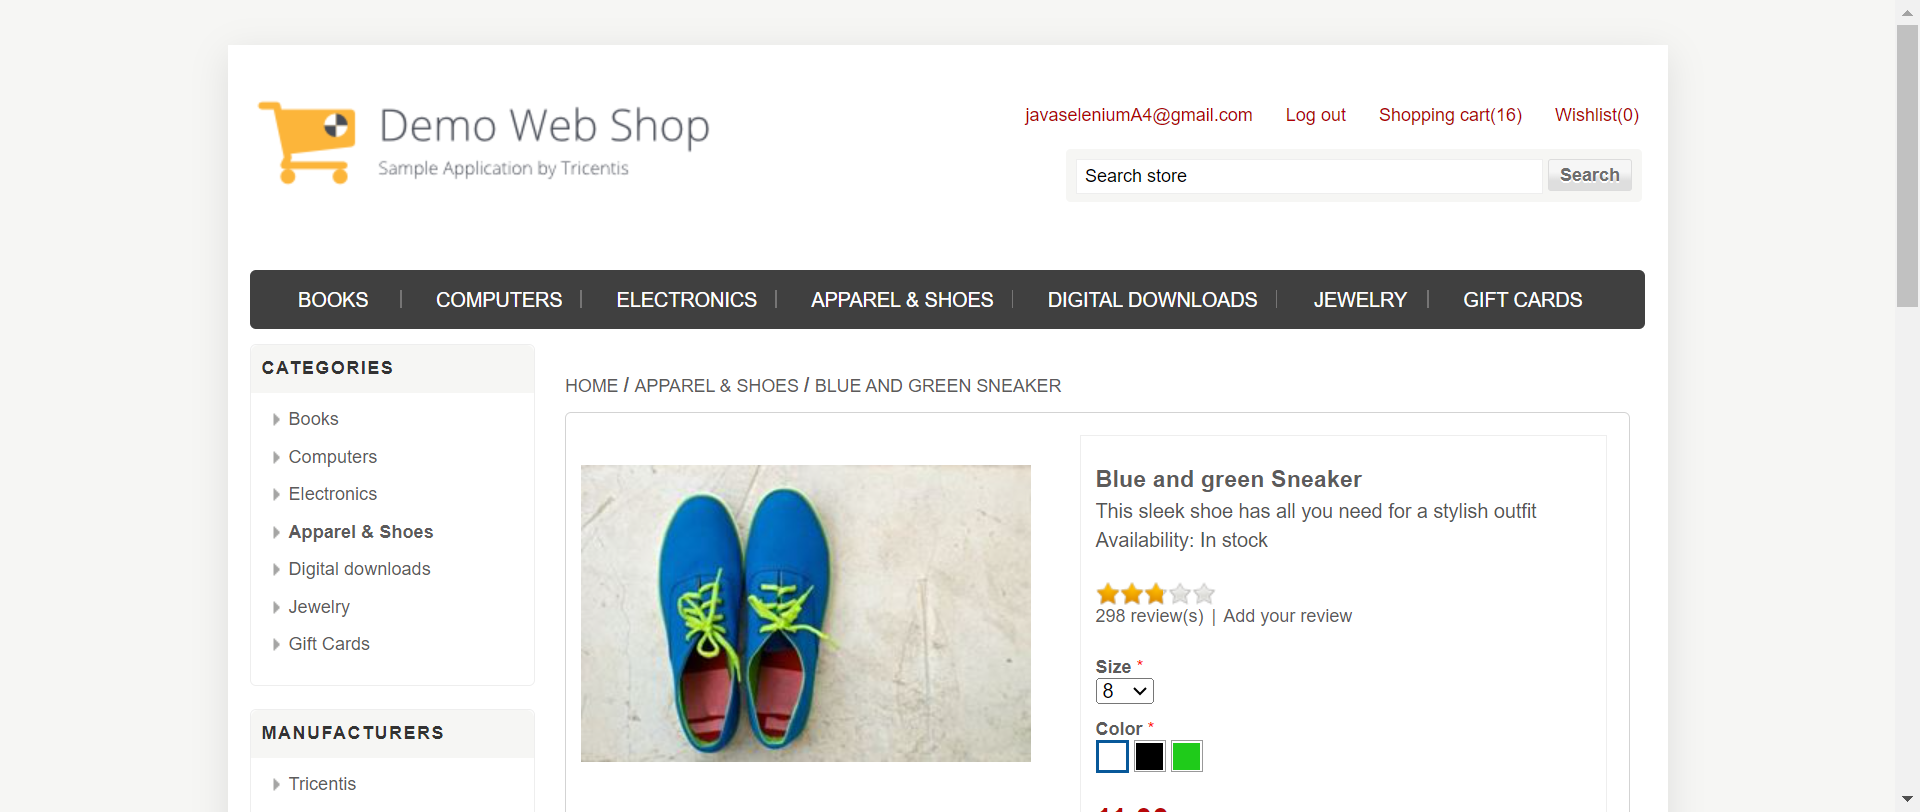 Demo Web Shop
Sample Application by Tricentis
javaseleniumA4@gmail.com Log out Shopping cart(16) Wishlist(0)
Search store Search
BOOKS COMPUTERS ELECTRONICS APPAREL & SHOES DIGITAL DOWNLOADS JEWELRY GIFT CARDS
CATEGORIES
Books
Computers
Electronics
Apparel & Shoes
Digital downloads
Jewelry
Gift Cards
MANUFACTURERS
Tricentis
HOME / APPAREL & SHOES / BLUE AND GREEN SNEAKER
Blue and green Sneaker
This sleek shoe has all you need for a stylish outfit
Availability: In stock
298 review(s) | Add your review
Size *
8
Color *